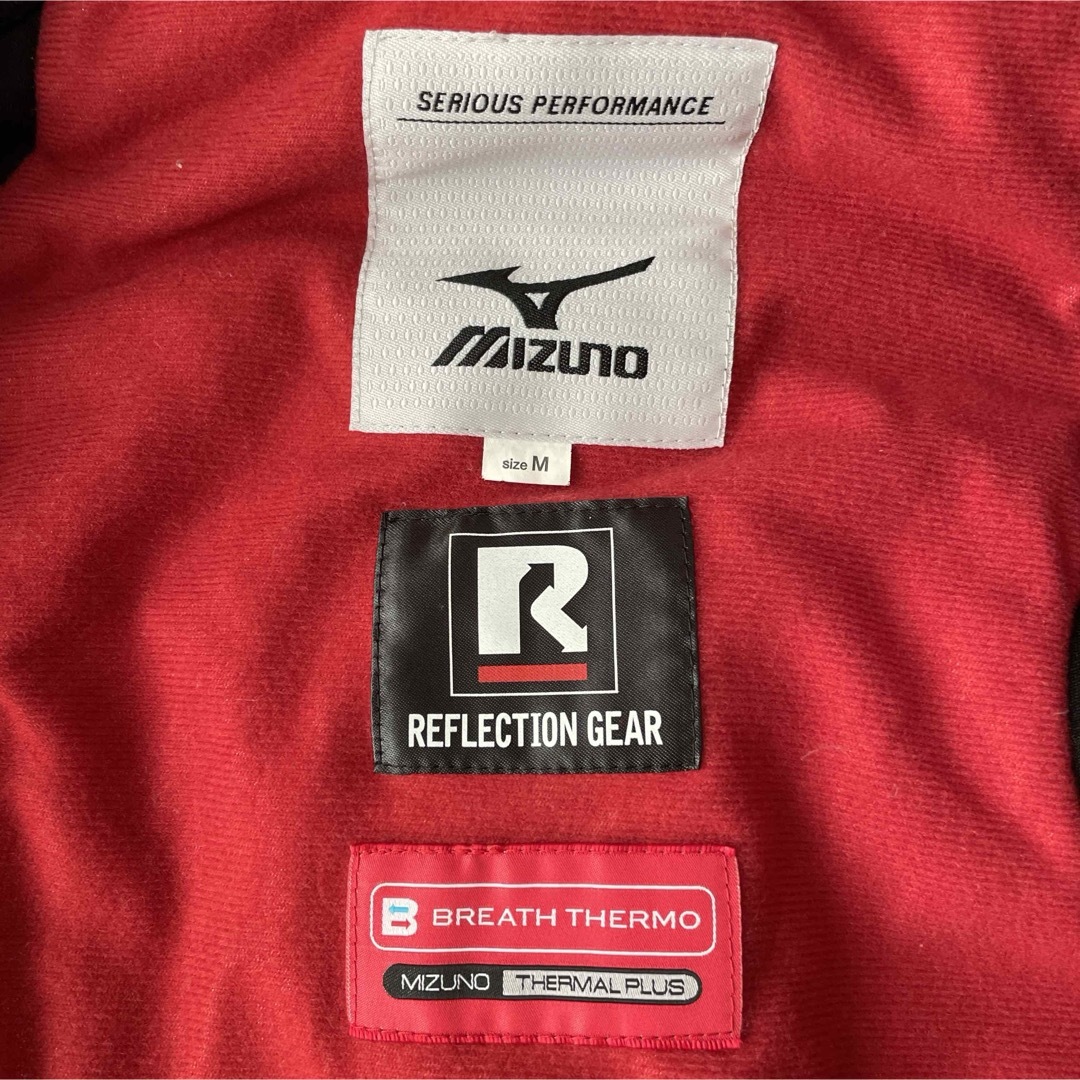 SERIOUS PERFORMANCE
MIZUNO
size M
R
REFLECTION GEAR
B BREATH THERMO
MIZUNO THERMAL PLUS